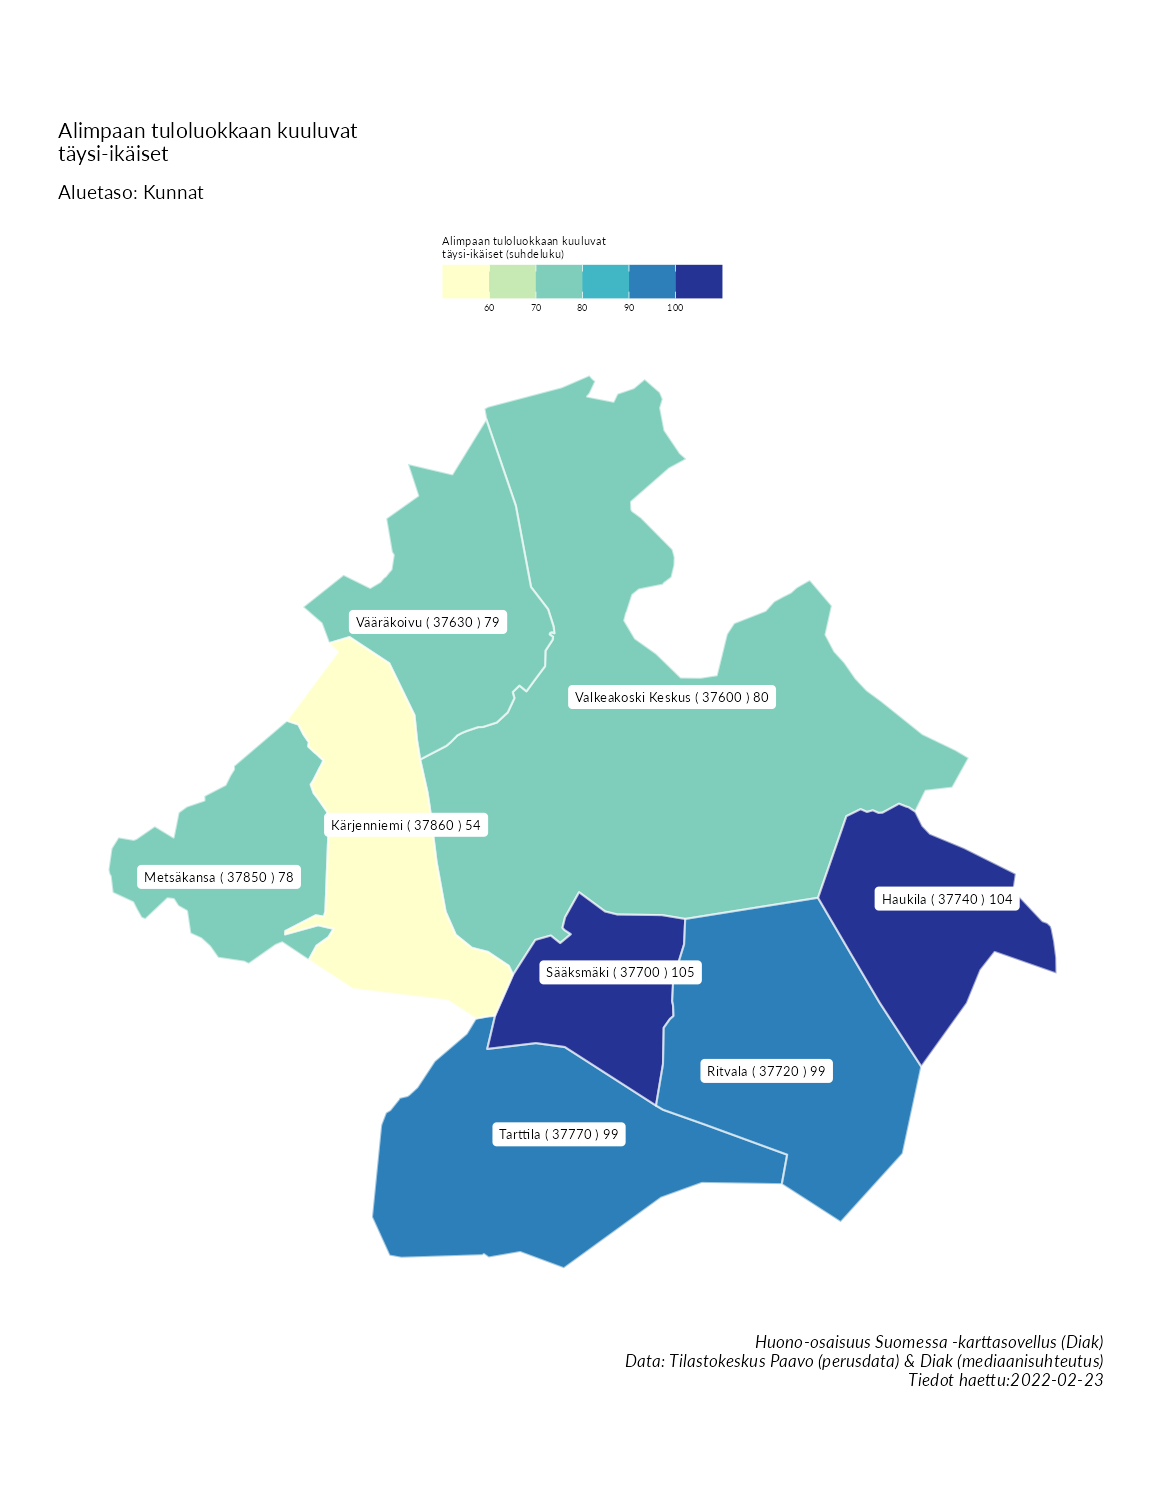 Alimpaan tuloluokkaan kuuluvat
täysi-ikäiset
Aluetaso: Kunnat
Alimpaan tuloluokkaan kuuluvat
täysi-ikäiset (suhdeluku)
60 70 80 90 100
Vääräkoivu ( 37630 ) 79
Valkeakoski Keskus ( 37600 ) 80
Kärjenniemi ( 37860 ) 54
Metsäkansa ( 37850 ) 78
Haukila ( 37740 ) 104
Sääksmäki ( 37700 ) 105
Ritvala ( 37720 ) 99
Tarttila ( 37770 ) 99
Huono-osaisuus Suomessa -karttasovellus (Diak)
Data: Tilastokeskus Paavo (perusdata) & Diak (mediaanisuhteutus)
Tiedot haettu:2022-02-23